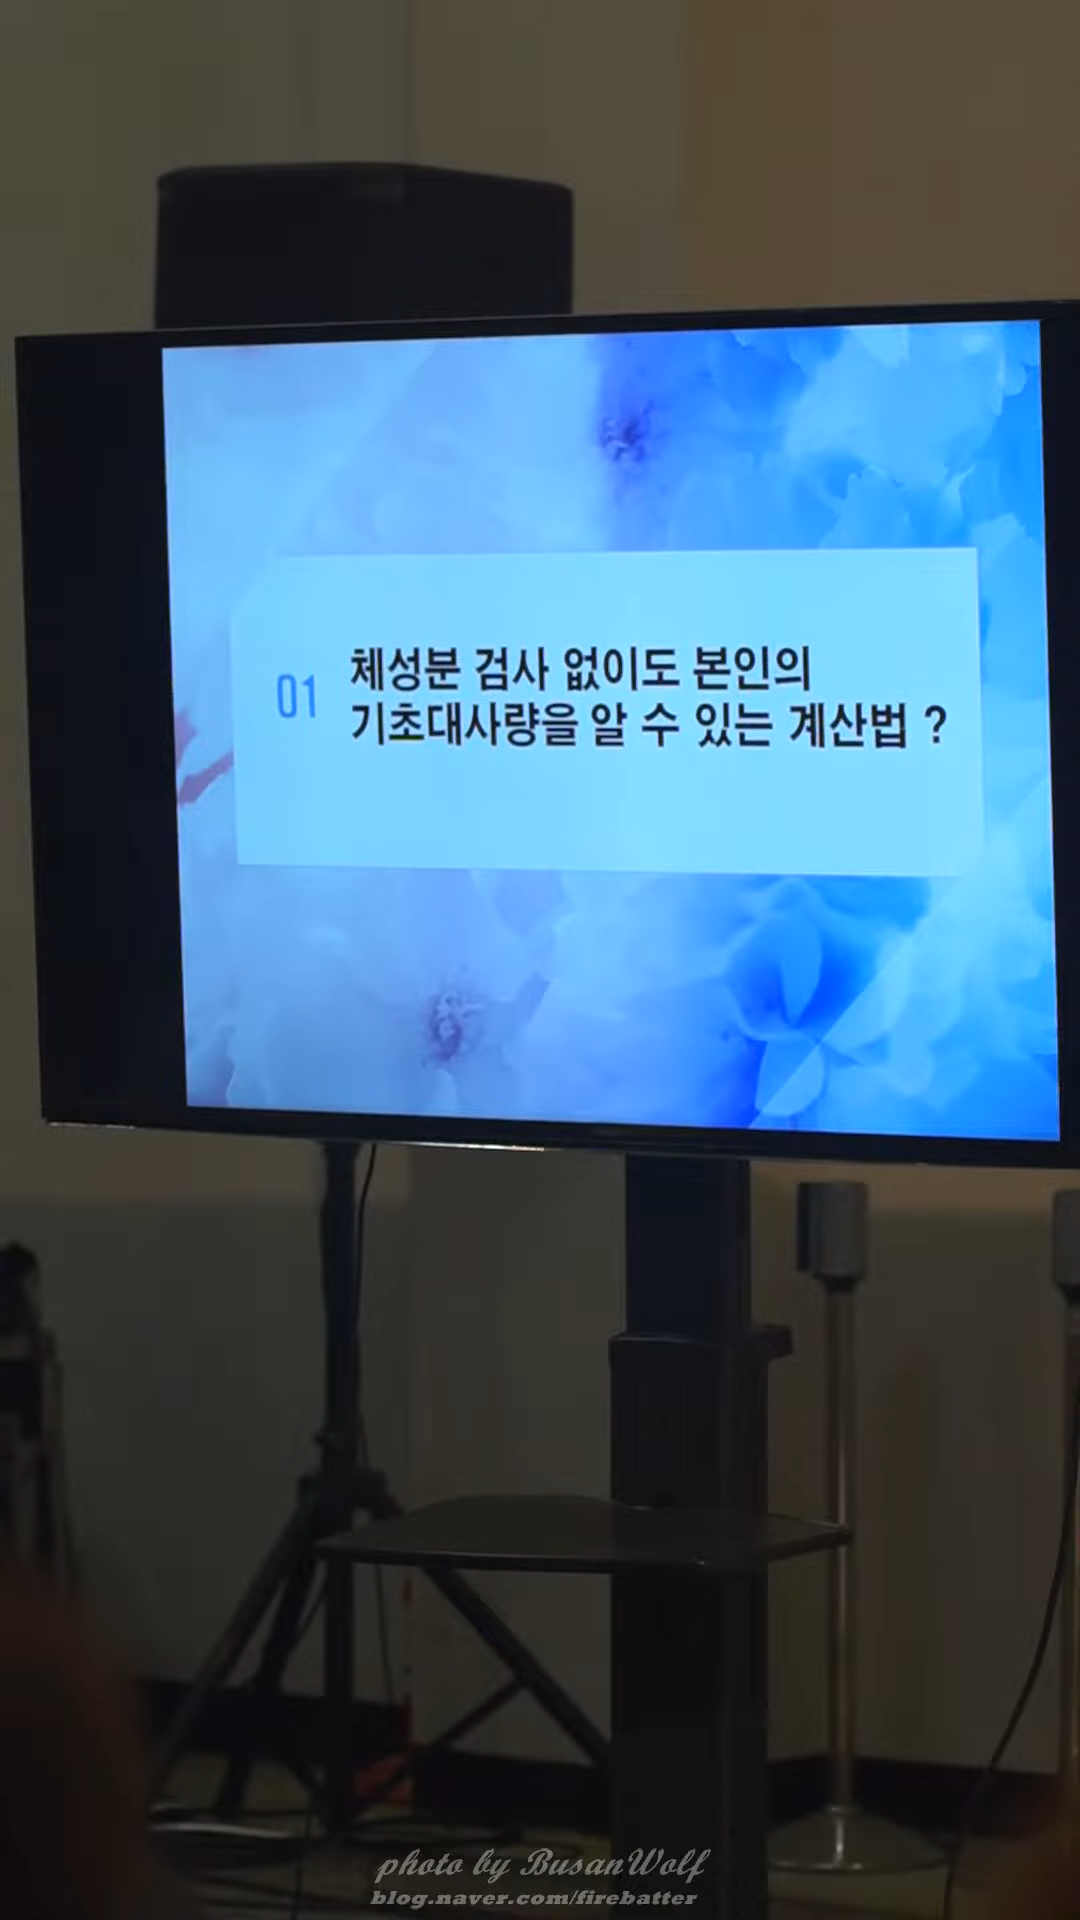 01 체성분 검사 없이도 본인의
기초대사량을 알 수 있는 계산법 ?
photo by BusanWolf
blog.naver.com/firebatter